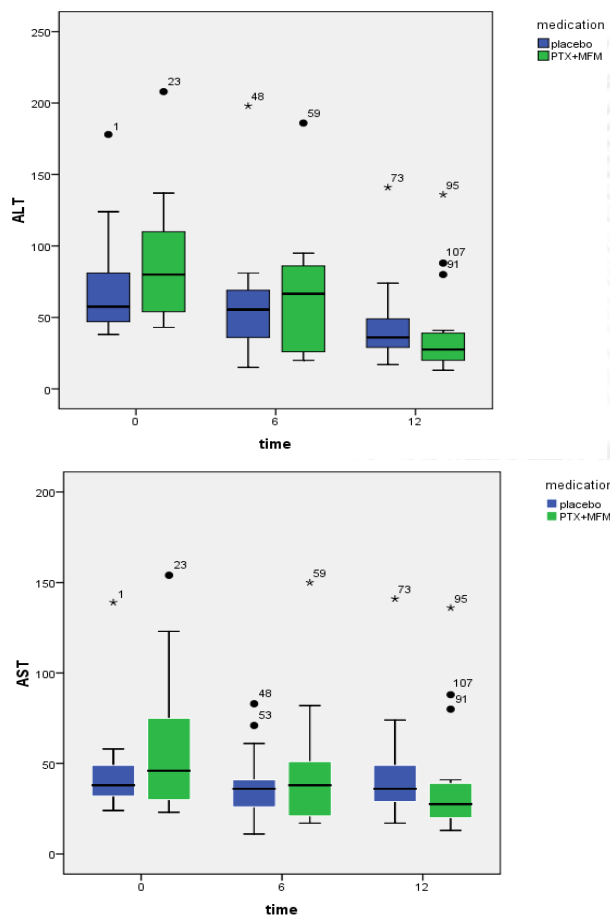 medication
placebo
PTX+MFM
250
200
150
100
50
0
ALT
1
23
48
59
73
95
107
91
0 6 12
time
medication
placebo
PTX+MFM
200
150
100
50
0
AST
1
23
48
53
59
73
95
107
91
0 6 12
time